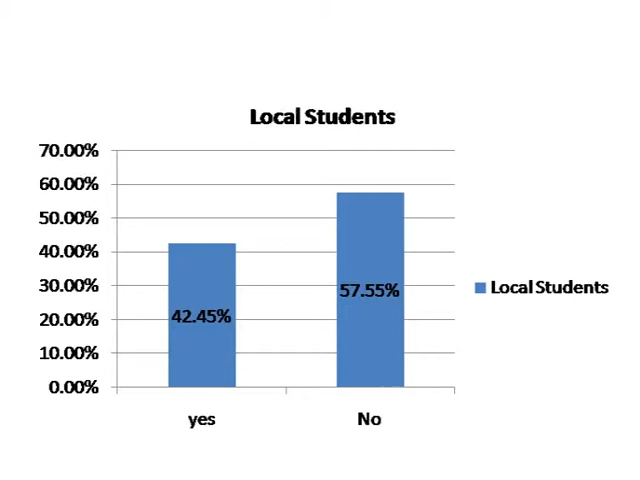 Local Students
70.00%
60.00%
50.00%
40.00%
30.00%
20.00%
10.00%
0.00%
42.45%
57.55%
yes
No
Local Students